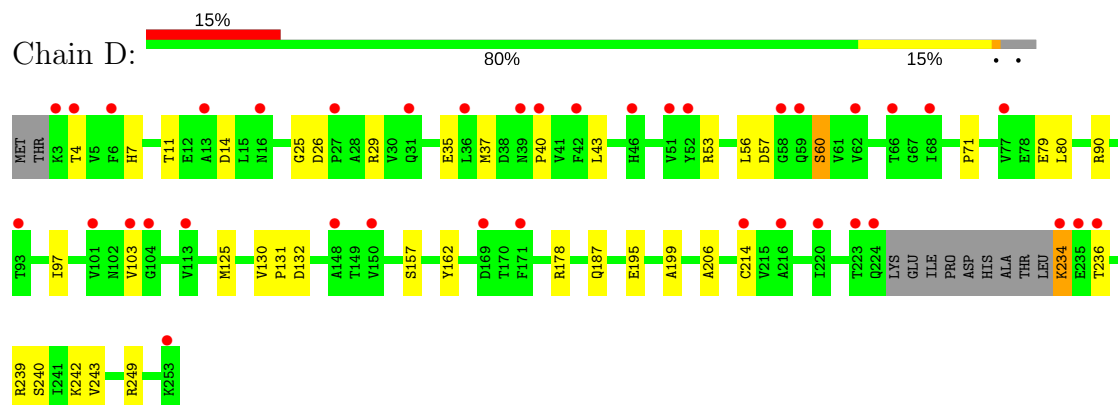 15%
Chain D:
80% 15% • •
MET THR K3 T4 V5 F6 H7 T11 E12 A13 D14 L15 N16 G25 D26 P27 A28 R29 V30 Q31 E35 L36 M37 D38 N39 P40 V41 F42 L43 H46 V51 Y52 R53 L56 D57 G58 Q59 S60 V61 V62 T66 G67 I68 P71 V77 E78 E79 L80 R90
T93 I97 V101 N102 V103 G104 V113 M125 V130 P131 D132 A148 T149 V150 S157 Y162 D169 T170 F171 R178 Q187 E195 A199 A206 C214 V215 A216 I220 T223 Q224 LYS GLU ILE PRO ASP HIS ALA THR LEU K234 E235 T236
R239 S240 I241 K242 V243 R249 K253